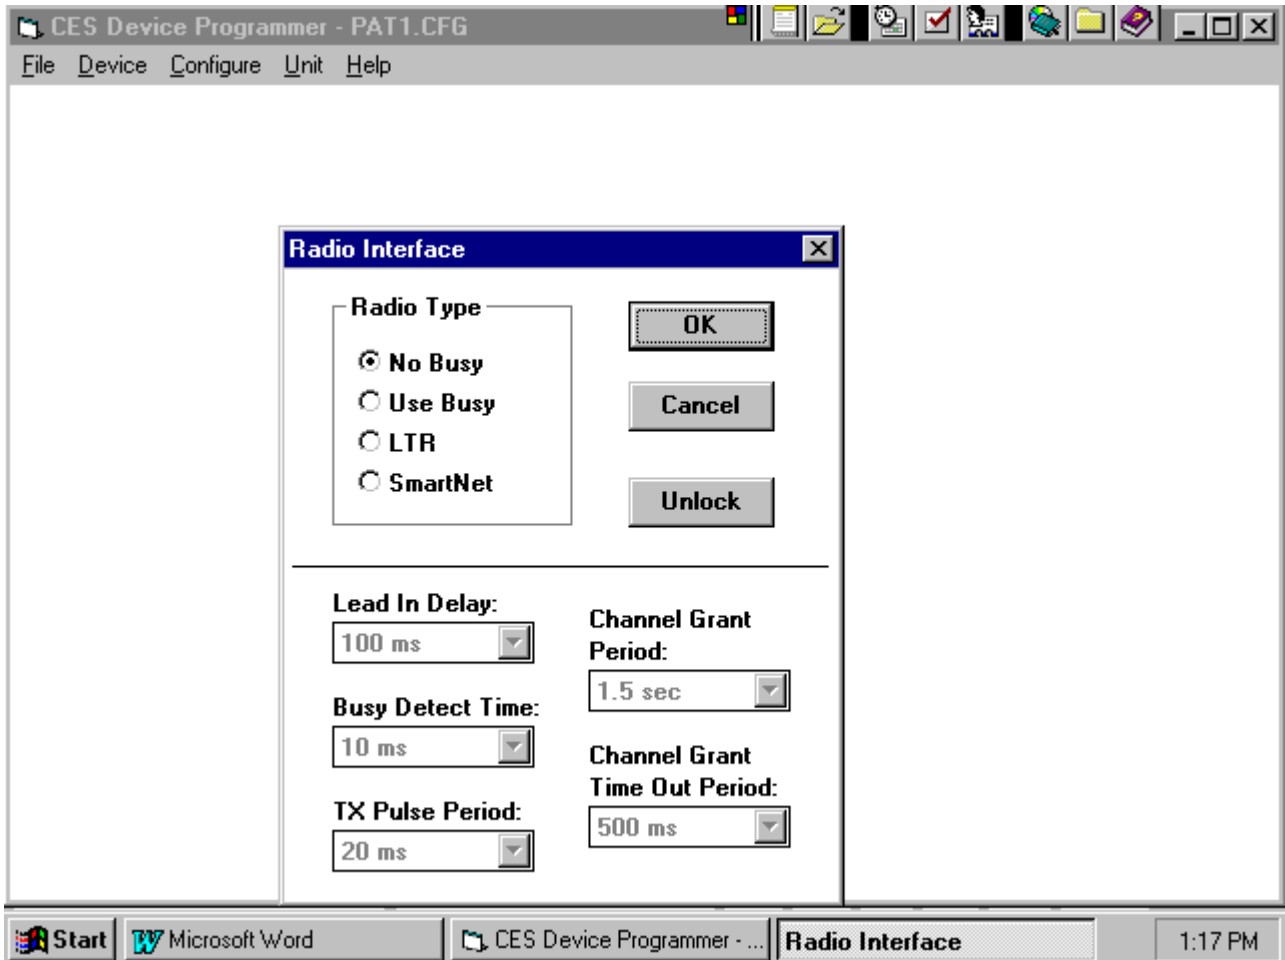 CES Device Programmer - PAT1.CFG
File Device Configure Unit Help
Radio Interface
Radio Type
No Busy
Use Busy
LTR
SmartNet
OK
Cancel
Unlock
Lead In Delay:
100 ms
Busy Detect Time:
10 ms
TX Pulse Period:
20 ms
Channel Grant
Period:
1.5 sec
Channel Grant
Time Out Period:
500 ms
Start Microsoft Word CES Device Programmer - ... Radio Interface 1:17 PM